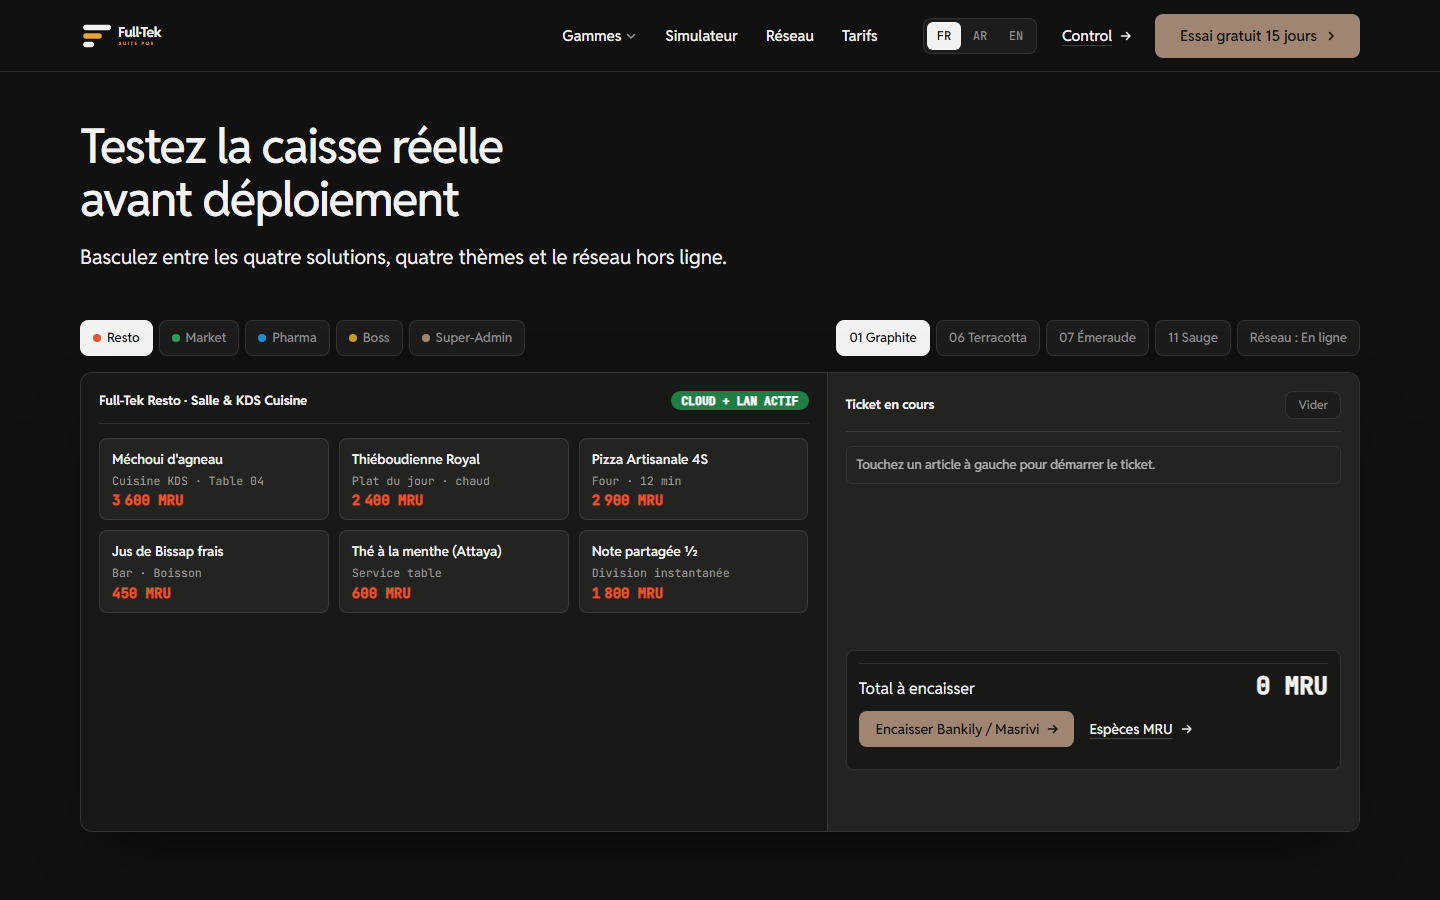 Full-Tek
SUITE POS
Gammes
Simulateur
Réseau
Tarifs
FR
AR
EN
Control →
Essai gratuit 15 jours
Testez la caisse réelle
avant déploiement
Basculez entre les quatre solutions, quatre thèmes et le réseau hors ligne.
Resto
Market
Pharma
Boss
Super-Admin
01 Graphite
06 Terracotta
07 Émeraude
11 Sauge
Réseau : En ligne
Full-Tek Resto · Salle & KDS Cuisine
CLOUD + LAN ACTIF
Méchoui d'agneau
Cuisine KDS · Table 04
3 600 MRU
Thiéboudienne Royal
Plat du jour · chaud
2 400 MRU
Pizza Artisanale 4S
Four · 12 min
2 900 MRU
Jus de Bissap frais
Bar · Boisson
450 MRU
Thé à la menthe (Attaya)
Service table
600 MRU
Note partagée ½
Division instantanée
1 800 MRU
Ticket en cours
Vider
Touchez un article à gauche pour démarrer le ticket.
Total à encaisser
0 MRU
Encaisser Bankily / Masrivi →
Espèces MRU →